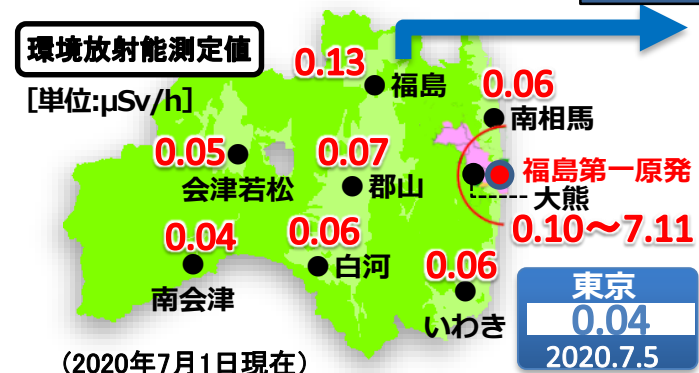 環境放射能測定値
[単位:μSv/h]
0.13
福島
0.06
南相馬
0.05
会津若松
0.07
郡山
福島第一原発
大熊
0.10～7.11
0.04
南会津
0.06
白河
0.06
いわき
東京
0.04
2020.7.5
(2020年7月1日現在)